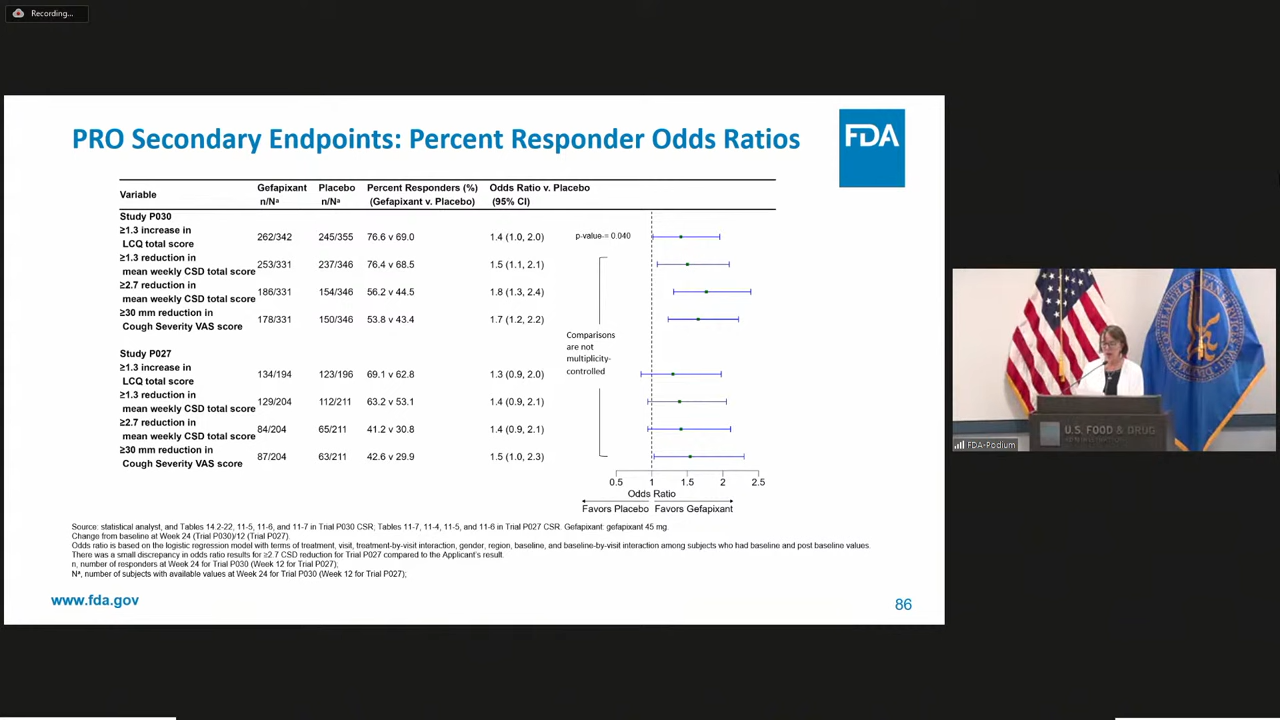 Recording...
PRO Secondary Endpoints: Percent Responder Odds Ratios
FDA
Variable
Gefapixant n/Nᵃ
Placebo n/Nᵃ
Percent Responders (%) (Gefapixant v. Placebo)
Odds Ratio v. Placebo (95% CI)
Study P030
≥1.3 increase in
LCQ total score 262/342 245/355 76.6 v 69.0 1.4 (1.0, 2.0) p-value = 0.040
≥1.3 reduction in
mean weekly CSD total score 253/331 237/346 76.4 v 68.5 1.5 (1.1, 2.1)
≥2.7 reduction in
mean weekly CSD total score 186/331 154/346 56.2 v 44.5 1.8 (1.3, 2.4)
≥30 mm reduction in
Cough Severity VAS score 178/331 150/346 53.8 v 43.4 1.7 (1.2, 2.2)
Comparisons
are not
multiplicity-
controlled
Study P027
≥1.3 increase in
LCQ total score 134/194 123/196 69.1 v 62.8 1.3 (0.9, 2.0)
≥1.3 reduction in
mean weekly CSD total score 129/204 112/211 63.2 v 53.1 1.4 (0.9, 2.1)
≥2.7 reduction in
mean weekly CSD total score 84/204 65/211 41.2 v 30.8 1.4 (0.9, 2.1)
≥30 mm reduction in
Cough Severity VAS score 87/204 63/211 42.6 v 29.9 1.5 (1.0, 2.3)
0.5 1 1.5 2 2.5
Odds Ratio
Favors Placebo Favors Gefapixant
Source: statistical analyst, and Tables 14.2-22, 11-5, 11-6, and 11-7 in Trial P030 CSR; Tables 11-7, 11-4, 11-5, and 11-6 in Trial P027 CSR. Gefapixant: gefapixant 45 mg.
Change from baseline at Week 24 (Trial P030)/12 (Trial P027).
Odds ratio is based on the logistic regression model with terms of treatment, visit, treatment-by-visit interaction, gender, region, baseline, and baseline-by-visit interaction among subjects who had baseline and post baseline values.
There was a small discrepancy in odds ratio results for ≥2.7 CSD reduction for Trial P027 compared to the Applicant's result.
n, number of responders at Week 24 for Trial P030 (Week 12 for Trial P027);
Nᵃ, number of subjects with available values at Week 24 for Trial P030 (Week 12 for Trial P027);
www.fda.gov
86
U.S. FOOD & DRUG
ADMINISTRATION
FDA-Podium